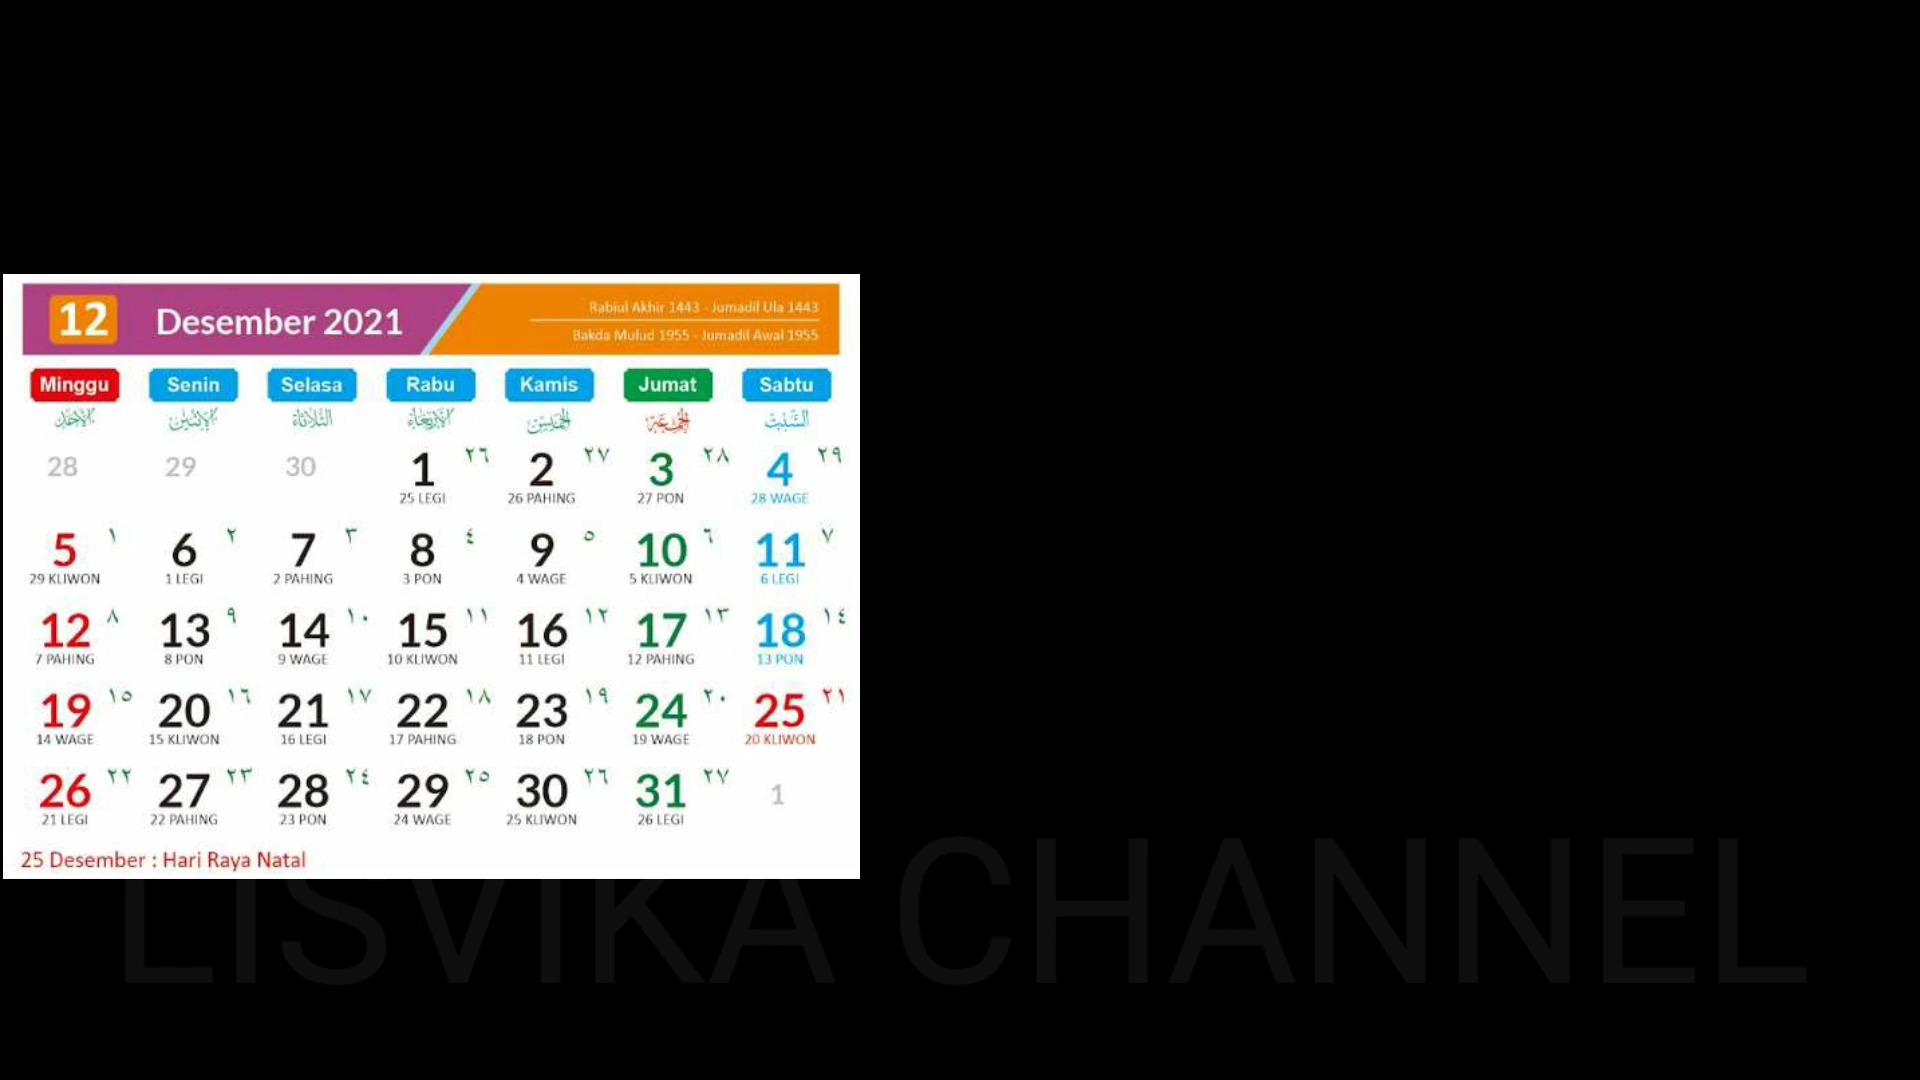 12 Desember 2021
Rabiul Akhir 1443 - Jumadil Ula 1443
Bakda Mulud 1955 - Jumadil Awal 1955
Minggu Senin Selasa Rabu Kamis Jumat Sabtu
الأحد الإثنين الثلاثاء الأربعاء الخميس الجمعة السبت
28 29 30 1 ٢٦ 2 ٢٧ 3 ٢٨ 4 ٢٩
25 LEGI 26 PAHING 27 PON 28 WAGE
5 ١ 6 ٢ 7 ٣ 8 ٤ 9 ٥ 10 ٦ 11 ٧
29 KLIWON 1 LEGI 2 PAHING 3 PON 4 WAGE 5 KLIWON 6 LEGI
12 ٨ 13 ٩ 14 ١٠ 15 ١١ 16 ١٢ 17 ١٣ 18 ١٤
7 PAHING 8 PON 9 WAGE 10 KLIWON 11 LEGI 12 PAHING 13 PON
19 ١٥ 20 ١٦ 21 ١٧ 22 ١٨ 23 ١٩ 24 ٢٠ 25 ٢١
14 WAGE 15 KLIWON 16 LEGI 17 PAHING 18 PON 19 WAGE 20 KLIWON
26 ٢٢ 27 ٢٣ 28 ٢٤ 29 ٢٥ 30 ٢٦ 31 ٢٧ 1
21 LEGI 22 PAHING 23 PON 24 WAGE 25 KLIWON 26 LEGI
25 Desember : Hari Raya Natal
LISVIKA CHANNEL